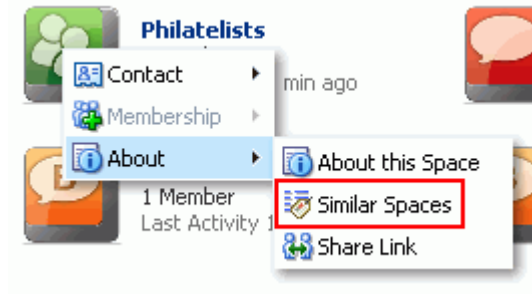 Philatelists
Contact
min ago
Membership
About
About this Space
1 Member
Similar Spaces
Last Activity 1
Share Link